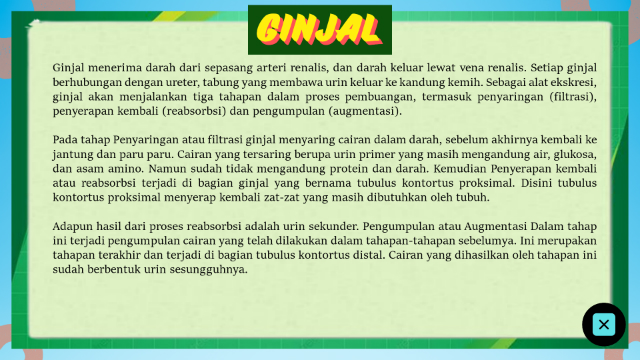 GINJAL
Ginjal menerima darah dari sepasang arteri renalis, dan darah keluar lewat vena renalis. Setiap ginjal
berhubungan dengan ureter, tabung yang membawa urin keluar ke kandung kemih. Sebagai alat ekskresi,
ginjal akan menjalankan tiga tahapan dalam proses pembuangan, termasuk penyaringan (filtrasi),
penyerapan kembali (reabsorbsi) dan pengumpulan (augmentasi).
Pada tahap Penyaringan atau filtrasi ginjal menyaring cairan dalam darah, sebelum akhirnya kembali ke
jantung dan paru paru. Cairan yang tersaring berupa urin primer yang masih mengandung air, glukosa,
dan asam amino. Namun sudah tidak mengandung protein dan darah. Kemudian Penyerapan kembali
atau reabsorbsi terjadi di bagian ginjal yang bernama tubulus kontortus proksimal. Disini tubulus
kontortus proksimal menyerap kembali zat-zat yang masih dibutuhkan oleh tubuh.
Adapun hasil dari proses reabsorbsi adalah urin sekunder. Pengumpulan atau Augmentasi Dalam tahap
ini terjadi pengumpulan cairan yang telah dilakukan dalam tahapan-tahapan sebelumya. Ini merupakan
tahapan terakhir dan terjadi di bagian tubulus kontortus distal. Cairan yang dihasilkan oleh tahapan ini
sudah berbentuk urin sesungguhnya.